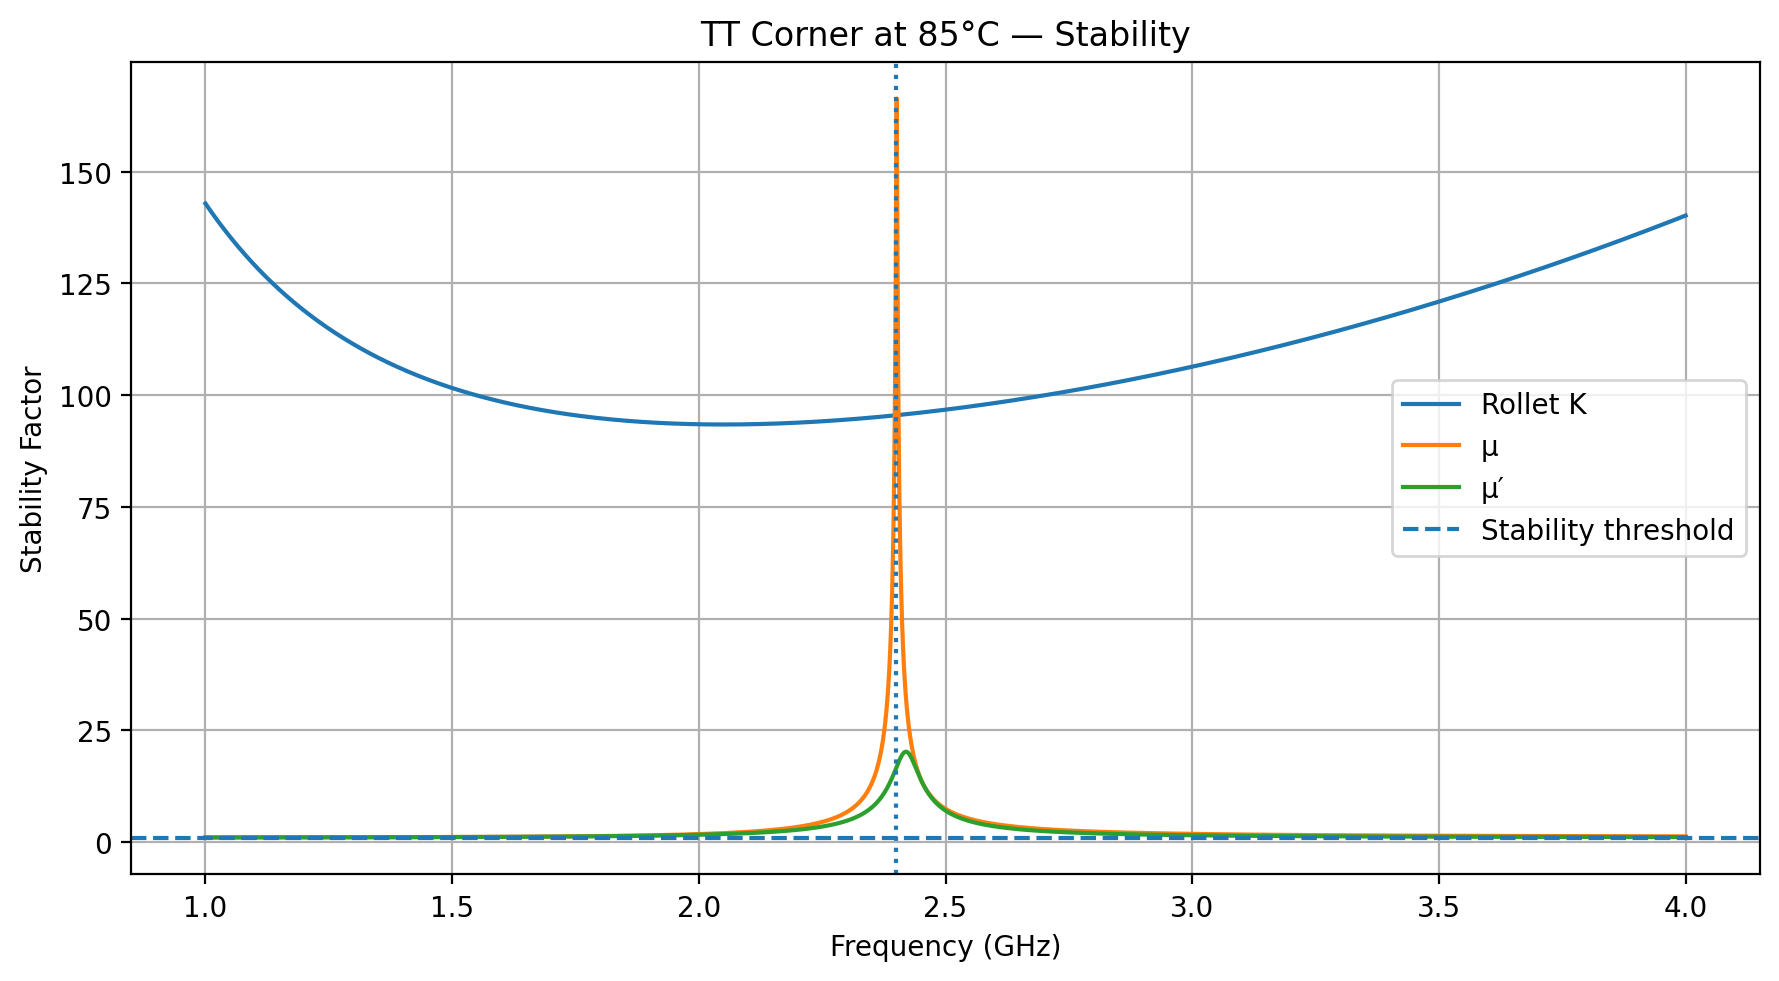 TT Corner at 85°C — Stability
Stability Factor
150
125
100
75
50
25
0
Rollet K
μ
μ′
Stability threshold
1.0 1.5 2.0 2.5 3.0 3.5 4.0
Frequency (GHz)